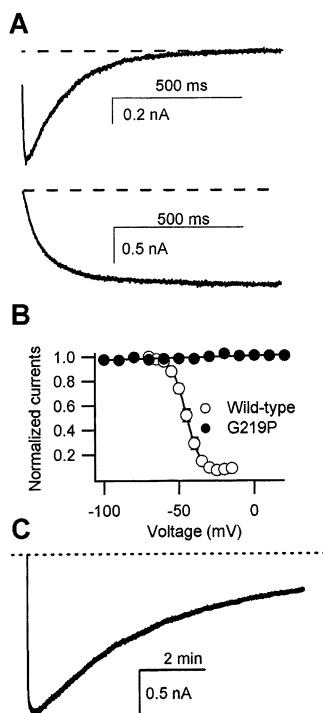 A
500 ms
0.2 nA
500 ms
0.5 nA
B
Normalized currents
1.0
0.8
0.6
0.4
0.2
Wild-type
G219P
-100
-50
0
Voltage (mV)
C
2 min
0.5 nA